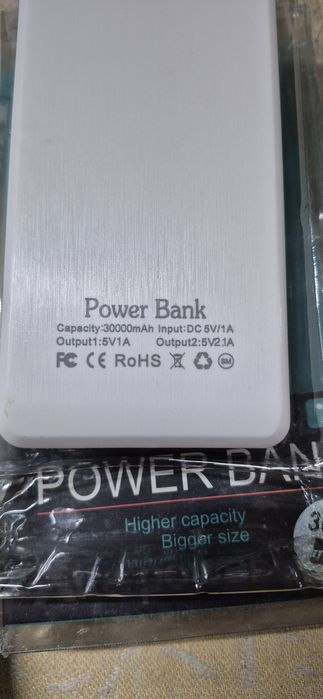 Power Bank
Capacity:30000mAh Input:DC 5V/1A
Output1:5V1A Output2:5V2.1A
FC CE RoHS
POWER BAN
Higher capacity
Bigger size